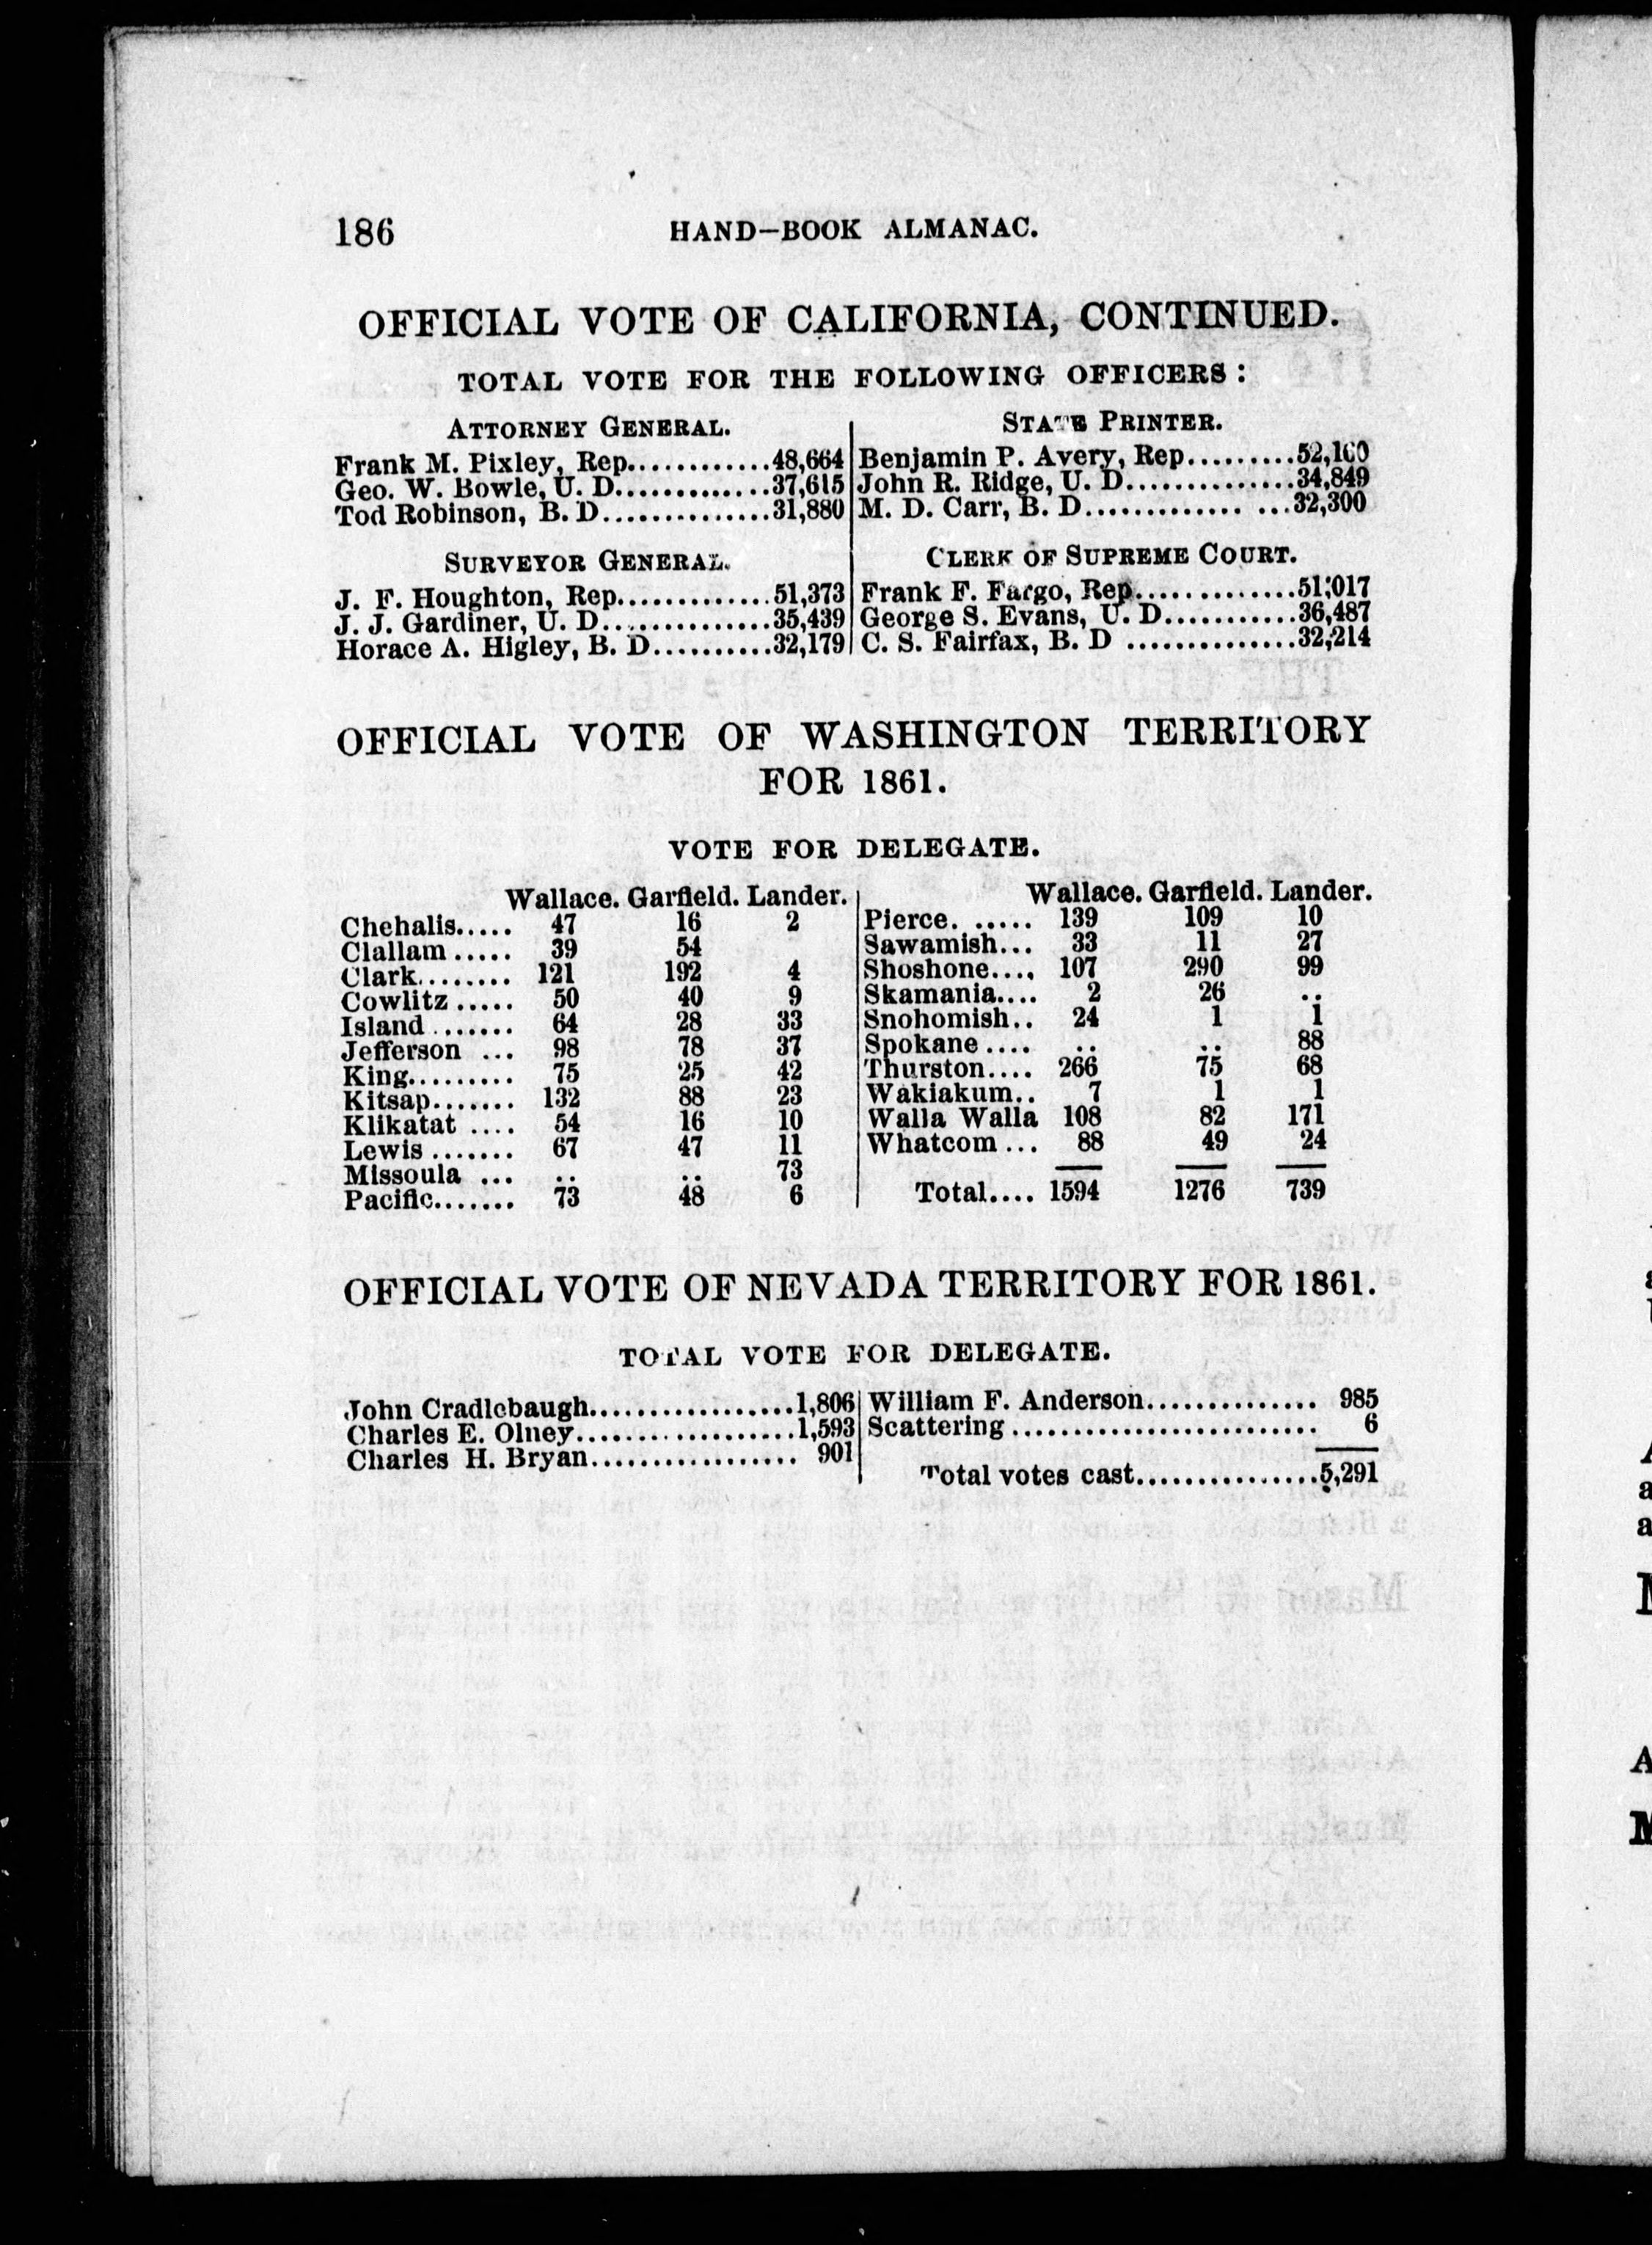 186 HAND-BOOK ALMANAC.
OFFICIAL VOTE OF CALIFORNIA, CONTINUED.
TOTAL VOTE FOR THE FOLLOWING OFFICERS:
ATTORNEY GENERAL.
Frank M. Pixley, Rep............48,664
Geo. W. Bowle, U. D.............37,615
Tod Robinson, B. D...............31,880
SURVEYOR GENERAL.
J. F. Houghton, Rep.............51,373
J. J. Gardiner, U. D...............35,439
Horace A. Higley, B. D..........32,179
STATE PRINTER.
Benjamin P. Avery, Rep.........52,160
John R. Ridge, U. D..............34,849
M. D. Carr, B. D............. ...32,300
CLERK OF SUPREME COURT.
Frank F. Fargo, Rep..............51,017
George S. Evans, U. D...........36,487
C. S. Fairfax, B. D ..............32,214
OFFICIAL VOTE OF WASHINGTON TERRITORY
FOR 1861.
VOTE FOR DELEGATE.
Wallace. Garfield. Lander.
Chehalis..... 47 16 2
Clallam ..... 39 54
Clark........ 121 192 4
Cowlitz ..... 50 40 9
Island ....... 64 28 33
Jefferson ... 98 78 37
King......... 75 25 42
Kitsap....... 132 88 23
Klikatat .... 54 16 10
Lewis ....... 67 47 11
Missoula ... .. .. 73
Pacific....... 73 48 6
Wallace. Garfield. Lander.
Pierce. ..... 139 109 10
Sawamish... 33 11 27
Shoshone.... 107 290 99
Skamania.... 2 26 ..
Snohomish.. 24 1 1
Spokane .... .. .. 88
Thurston.... 266 75 68
Wakiakum.. 7 1 1
Walla Walla 108 82 171
Whatcom ... 88 49 24
Total.... 1594 1276 739
OFFICIAL VOTE OF NEVADA TERRITORY FOR 1861.
TOTAL VOTE FOR DELEGATE.
John Cradlebaugh..................1,806
Charles E. Olney...................1,593
Charles H. Bryan.................. 901
William F. Anderson............... 985
Scattering .......................... 6
Total votes cast................5,291